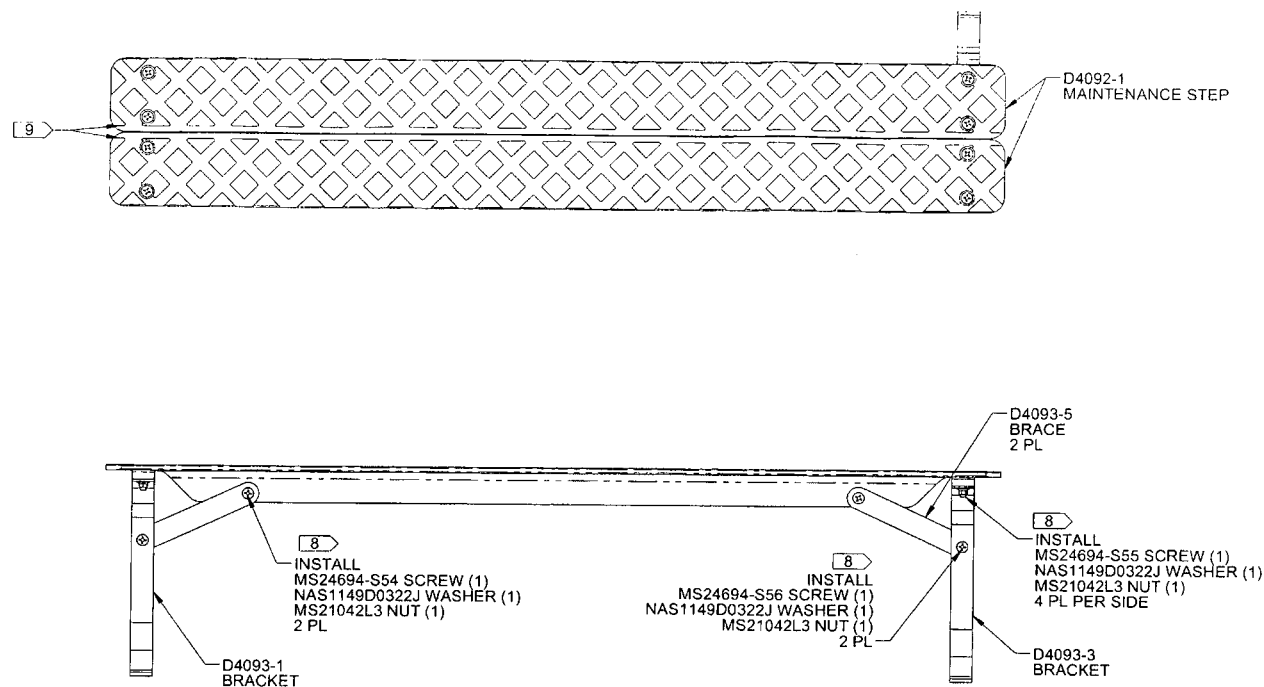 D4092-1
MAINTENANCE STEP
9
D4093-5
BRACE
2 PL
8
INSTALL
MS24694-S54 SCREW (1)
NAS1149D0322J WASHER (1)
MS21042L3 NUT (1)
2 PL
8
INSTALL
MS24694-S56 SCREW (1)
NAS1149D0322J WASHER (1)
MS21042L3 NUT (1)
2 PL
8
INSTALL
MS24694-S55 SCREW (1)
NAS1149D0322J WASHER (1)
MS21042L3 NUT (1)
4 PL PER SIDE
D4093-1
BRACKET
D4093-3
BRACKET